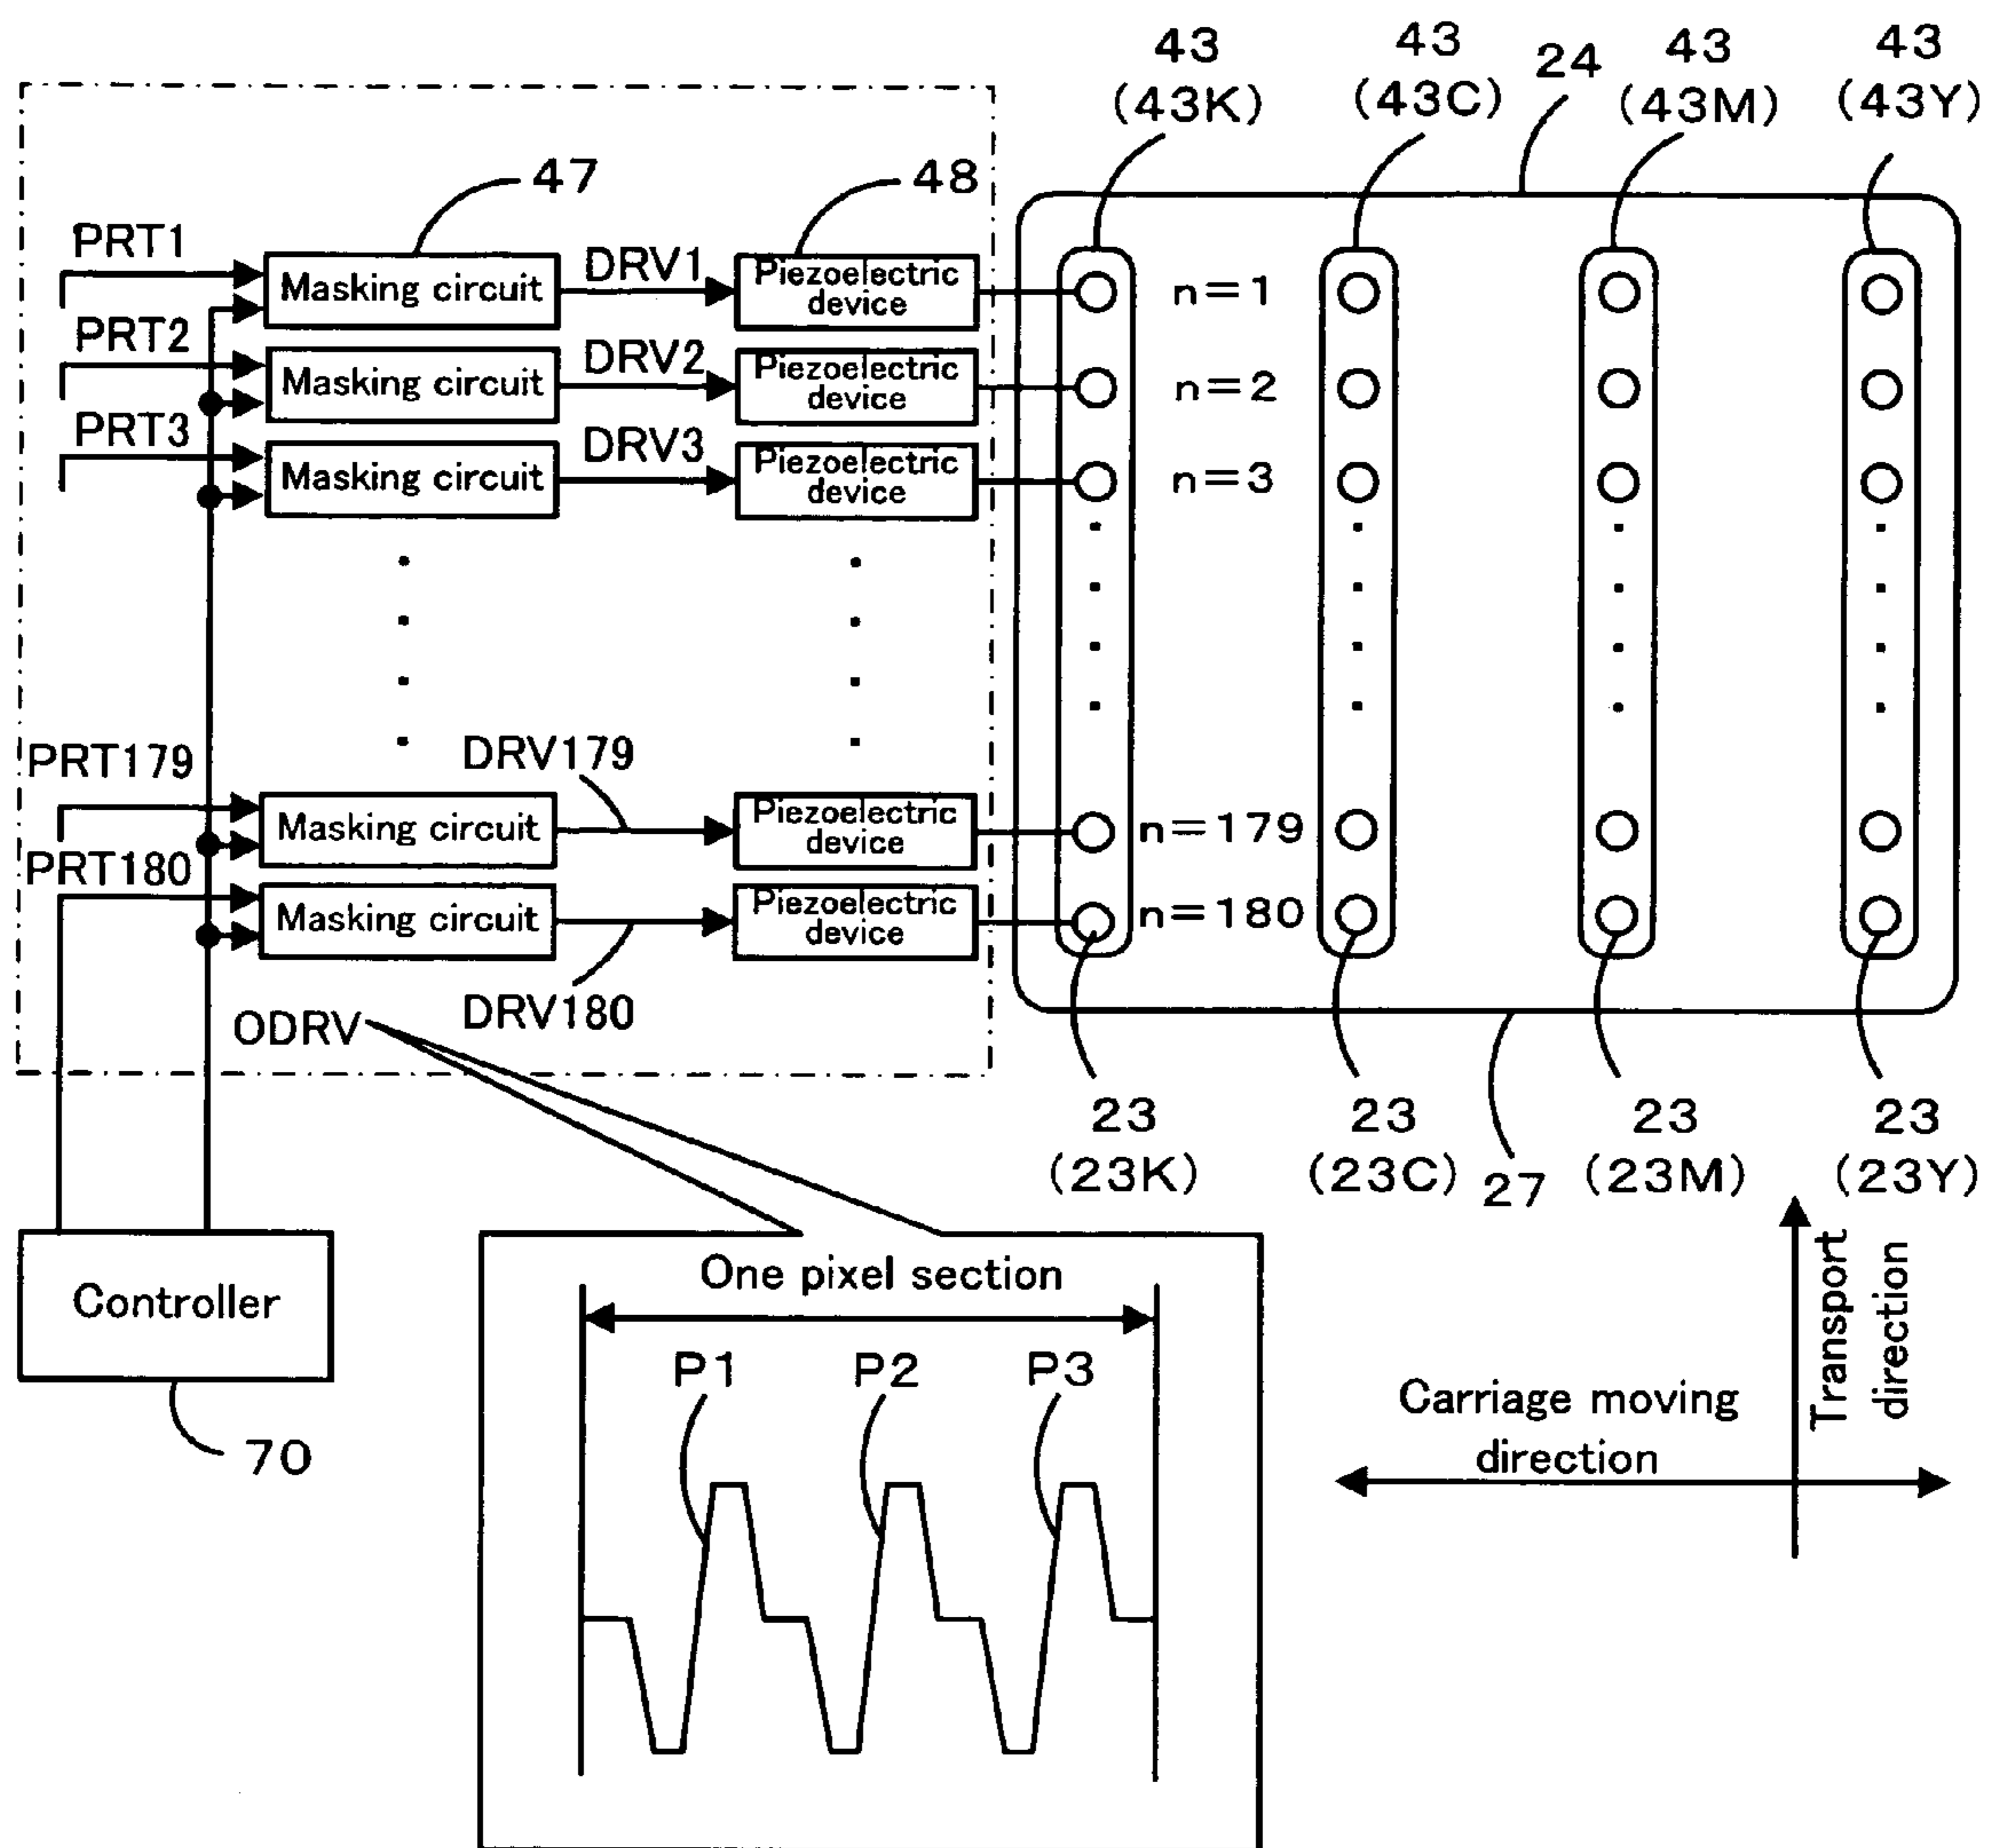 43
(43K)
43
(43C)
24
43
(43M)
43
(43Y)
47
48
PRT1
Masking circuit
DRV1
Piezoelectric
device
n=1
PRT2
Masking circuit
DRV2
Piezoelectric
device
n=2
PRT3
Masking circuit
DRV3
Piezoelectric
device
n=3
PRT179
Masking circuit
DRV179
Piezoelectric
device
n=179
PRT180
Masking circuit
DRV180
Piezoelectric
device
n=180
ODRV
23
(23K)
23
(23C)
27
23
(23M)
23
(23Y)
Controller
70
One pixel section
P1
P2
P3
Carriage moving
direction
Transport
direction